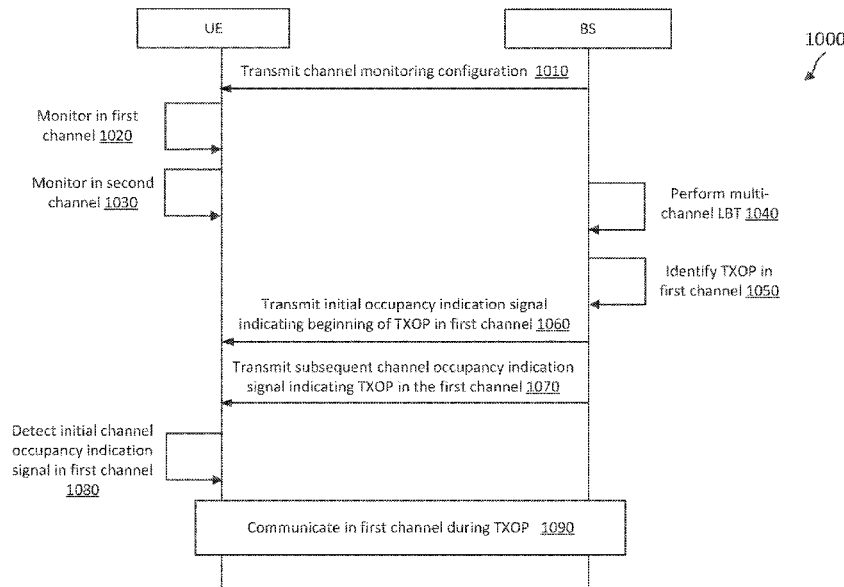 UE
BS
1000
Transmit channel monitoring configuration 1010
Monitor in first
channel 1020
Monitor in second
channel 1030
Perform multi-
channel LBT 1040
Identify TXOP in
first channel 1050
Transmit initial occupancy indication signal
indicating beginning of TXOP in first channel 1060
Transmit subsequent channel occupancy indication
signal indicating TXOP in the first channel 1070
Detect initial channel
occupancy indication
signal in first channel
1080
Communicate in first channel during TXOP 1090